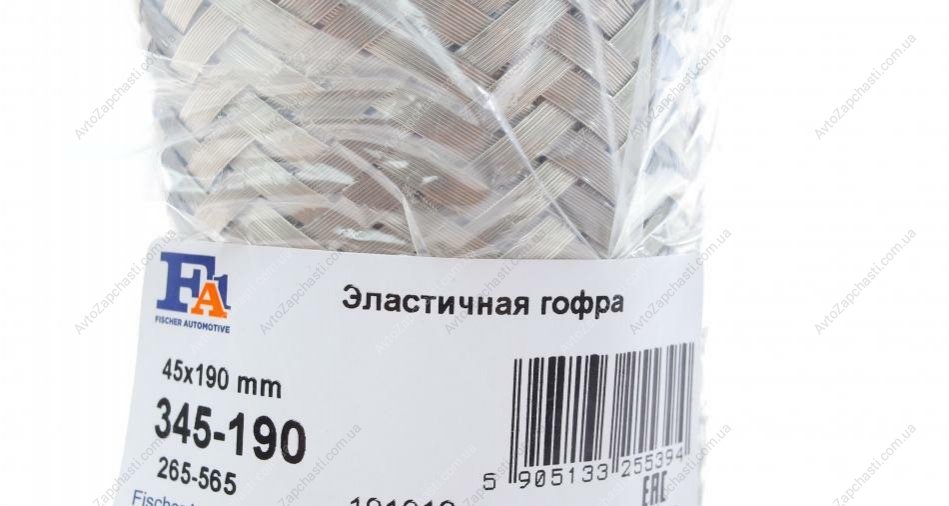 FA1
FISCHER AUTOMOTIVE
Эластичная гофра
45x190 mm
345-190
265-565
5 905133 255394
EAC
AvtoZapchasti.com.ua